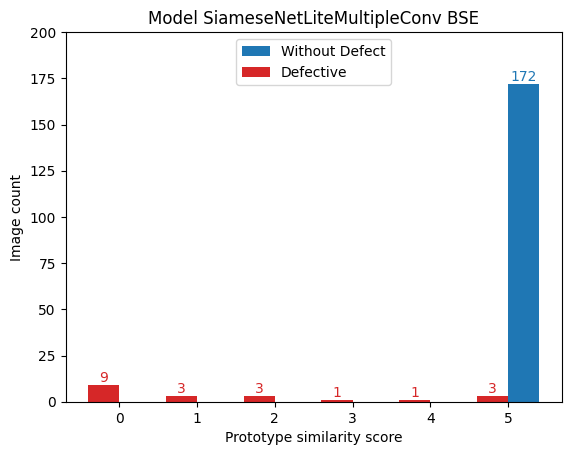 Model SiameseNetLiteMultipleConv BSE
200
175
150
125
100
75
50
25
0
Image count
Without Defect
Defective
9
3
3
1
1
3
172
0 1 2 3 4 5
Prototype similarity score